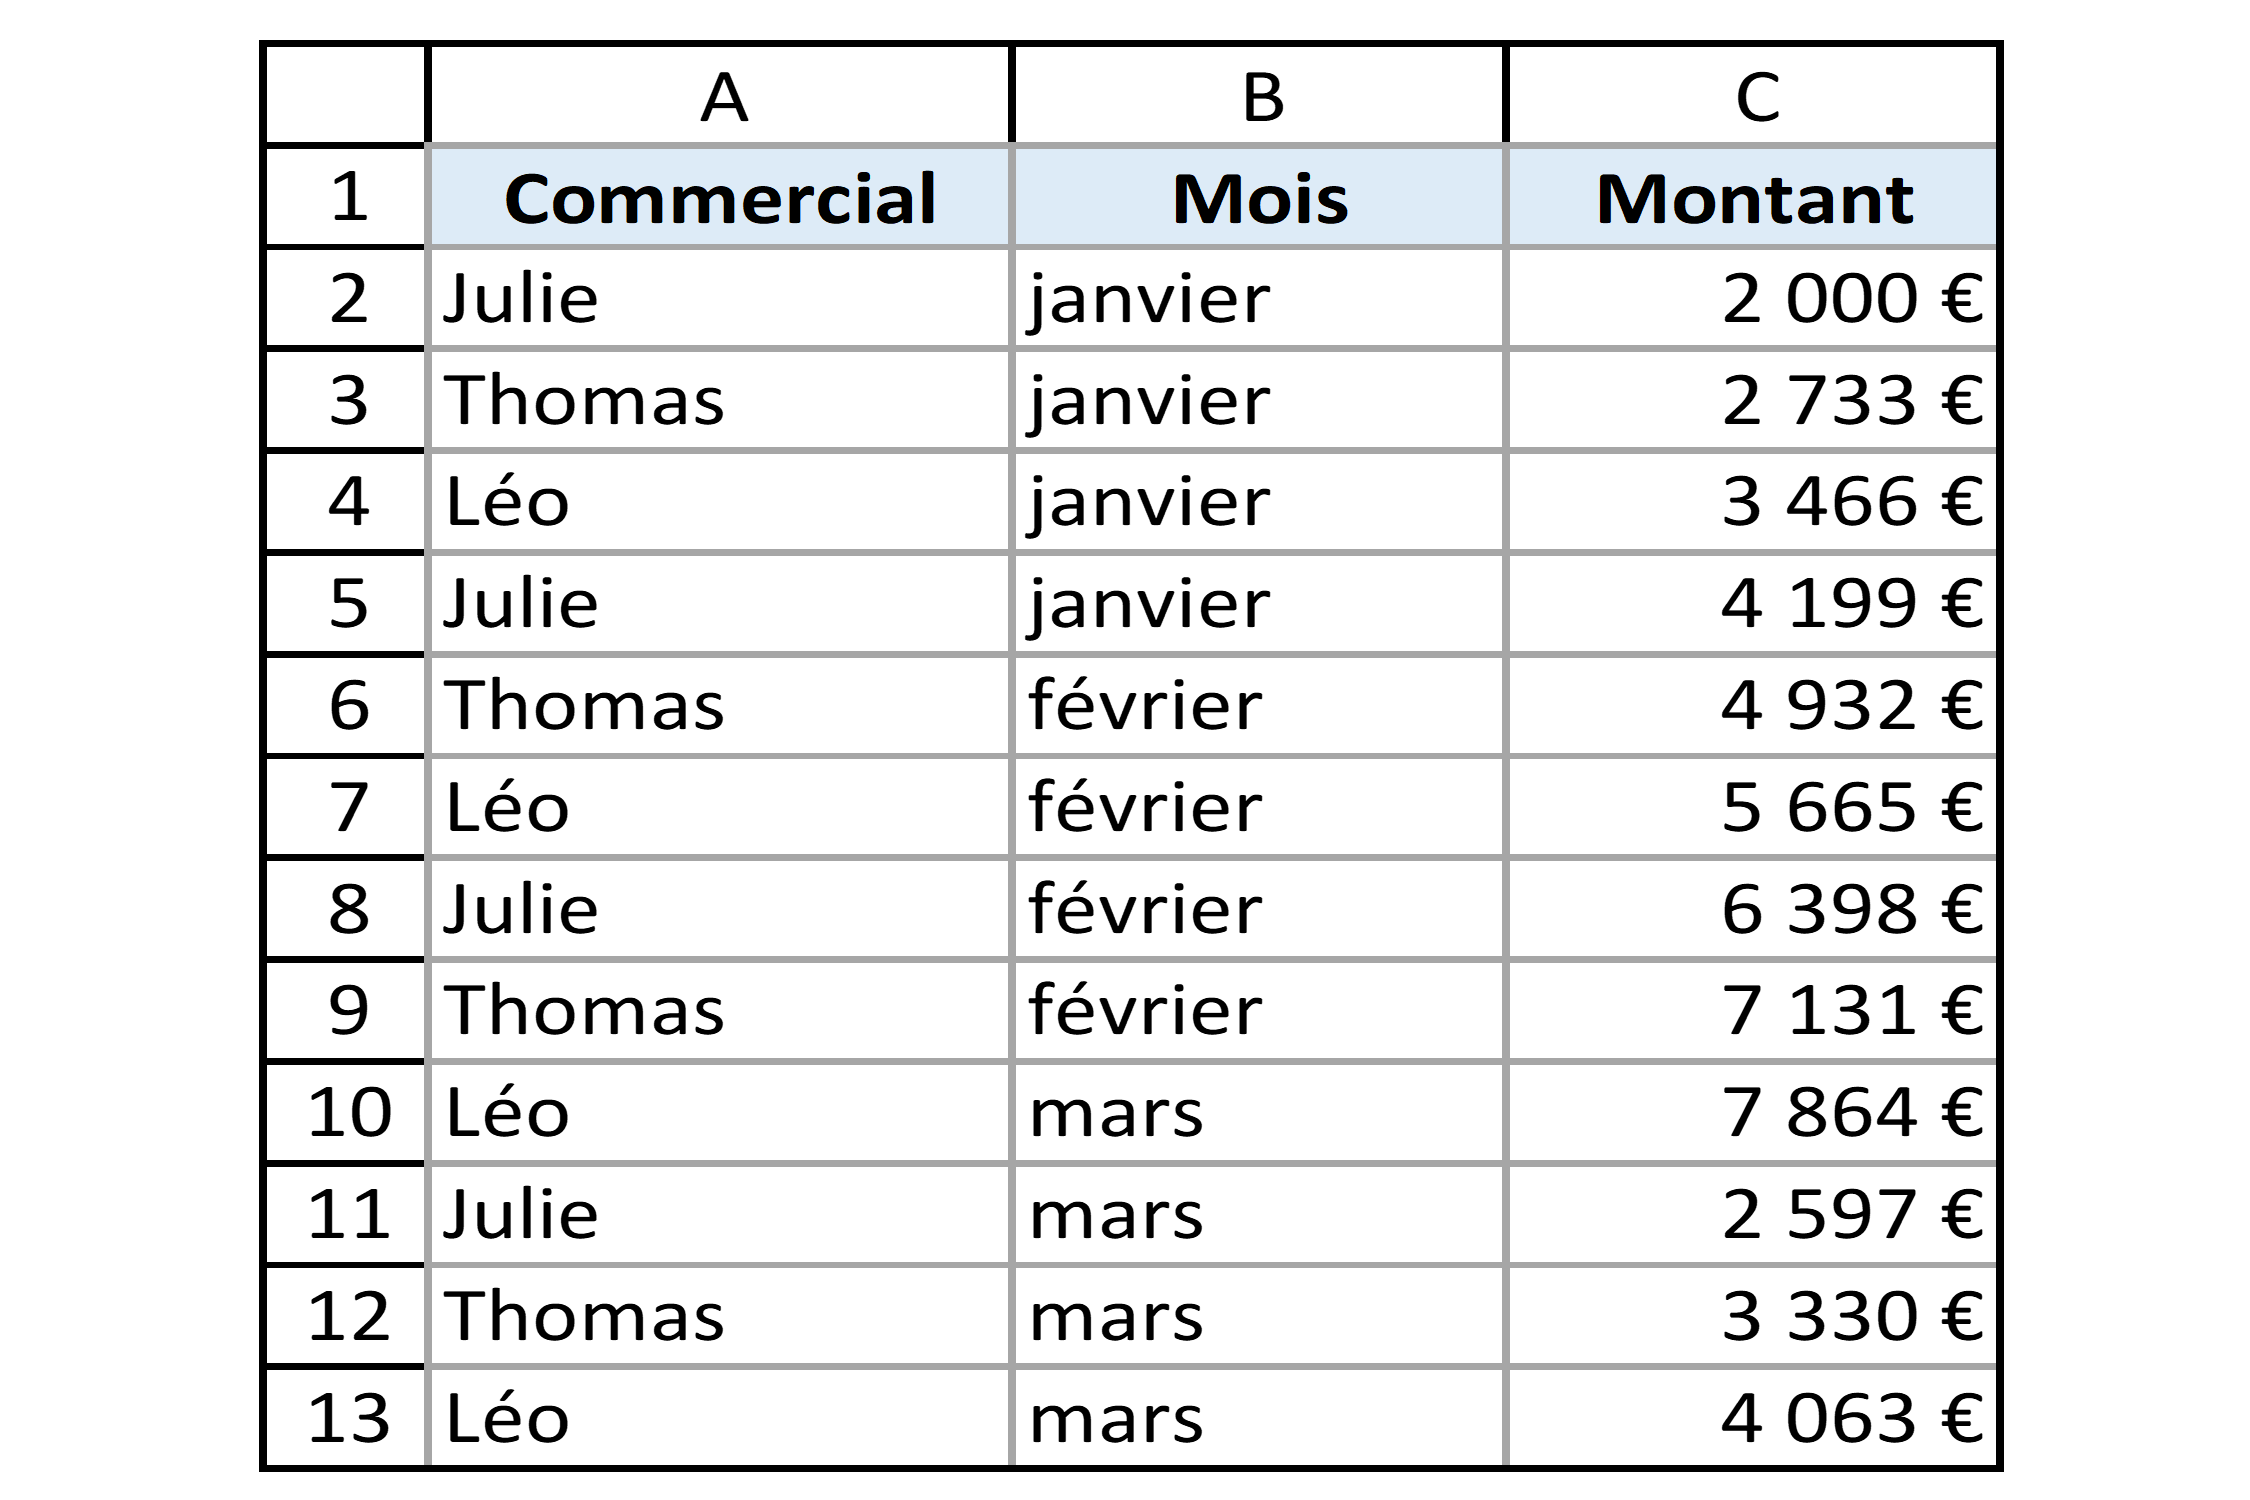 A B C
1 Commercial Mois Montant
2 Julie janvier 2 000 €
3 Thomas janvier 2 733 €
4 Léo janvier 3 466 €
5 Julie janvier 4 199 €
6 Thomas février 4 932 €
7 Léo février 5 665 €
8 Julie février 6 398 €
9 Thomas février 7 131 €
10 Léo mars 7 864 €
11 Julie mars 2 597 €
12 Thomas mars 3 330 €
13 Léo mars 4 063 €